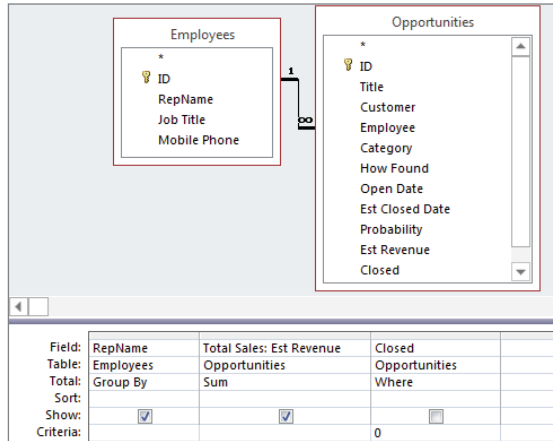 Employees
*
ID
RepName
Job Title
Mobile Phone
1
∞
Opportunities
*
ID
Title
Customer
Employee
Category
How Found
Open Date
Est Closed Date
Probability
Est Revenue
Closed
Field: RepName Total Sales: Est Revenue Closed
Table: Employees Opportunities Opportunities
Total: Group By Sum Where
Sort:
Show:
Criteria: 0